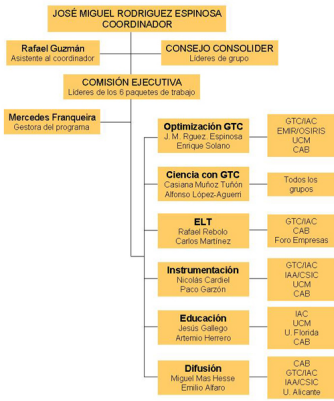 JOSÉ MIGUEL RODRIGUEZ ESPINOSA
COORDINADOR
Rafael Guzmán
Asistente al coordinador
CONSEJO CONSOLIDER
Líderes de grupo
COMISIÓN EJECUTIVA
Líderes de los 6 paquetes de trabajo
Mercedes Franqueira
Gestora del programa
Optimización GTC
J. M. Rguez. Espinosa
Enrique Solano
GTC/IAC
EMIR/OSIRIS
UCM
CAB
Ciencia con GTC
Casiana Muñoz Tuñón
Alfonso López-Aguerri
Todos los
grupos
ELT
Rafael Rebolo
Carlos Martínez
GTC/IAC
CAB
Foro Empresas
Instrumentación
Nicolás Cardiel
Paco Garzón
GTC/IAC
IAA/CSIC
UCM
CAB
Educación
Jesús Gallego
Artemio Herrero
IAC
UCM
U. Florida
CAB
Difusión
Miguel Mas Hesse
Emilio Alfaro
CAB
GTC/IAC
IAA/CSIC
U. Alicante